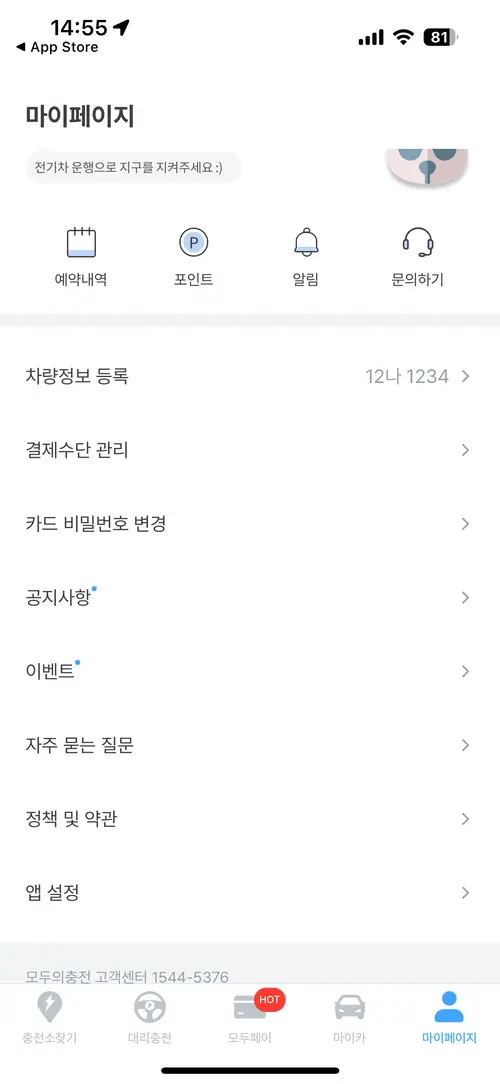 14:55
81
◀ App Store
마이페이지
전기차 운행으로 지구를 지켜주세요 :)
P
예약내역 포인트 알림 문의하기
차량정보 등록 12나 1234
결제수단 관리
카드 비밀번호 변경
공지사항
이벤트
자주 묻는 질문
정책 및 약관
앱 설정
모두의충전 고객센터 1544-5376
HOT
충전소찾기 대리충전 모두페이 마이카 마이페이지